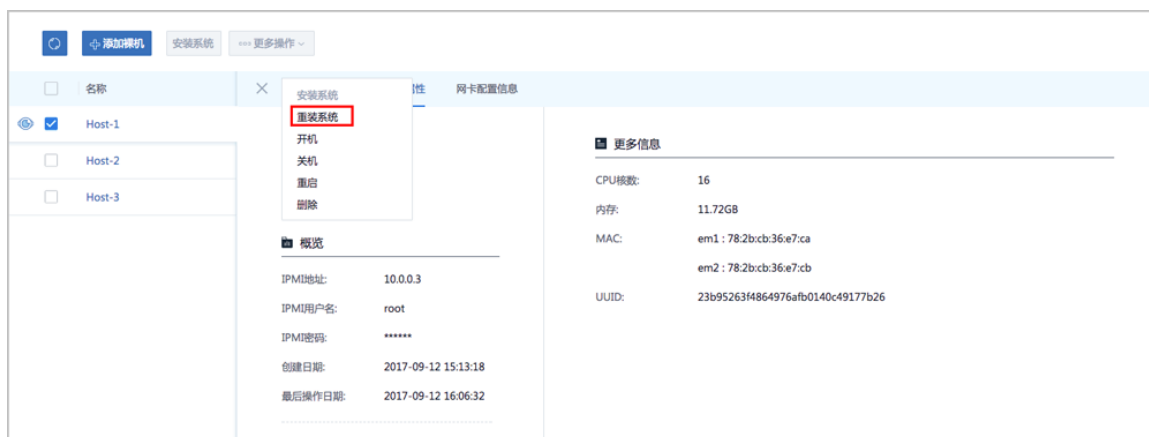 添加裸机 安装系统 更多操作
名称
性 网卡配置信息
安装系统
重装系统
开机
关机
重启
删除
Host-1
Host-2
Host-3
概览
IPMI地址: 10.0.0.3
IPMI用户名: root
IPMI密码: ******
创建日期: 2017-09-12 15:13:18
最后操作日期: 2017-09-12 16:06:32
更多信息
CPU核数: 16
内存: 11.72GB
MAC: em1 : 78:2b:cb:36:e7:ca
em2 : 78:2b:cb:36:e7:cb
UUID: 23b95263f4864976afb0140c49177b26